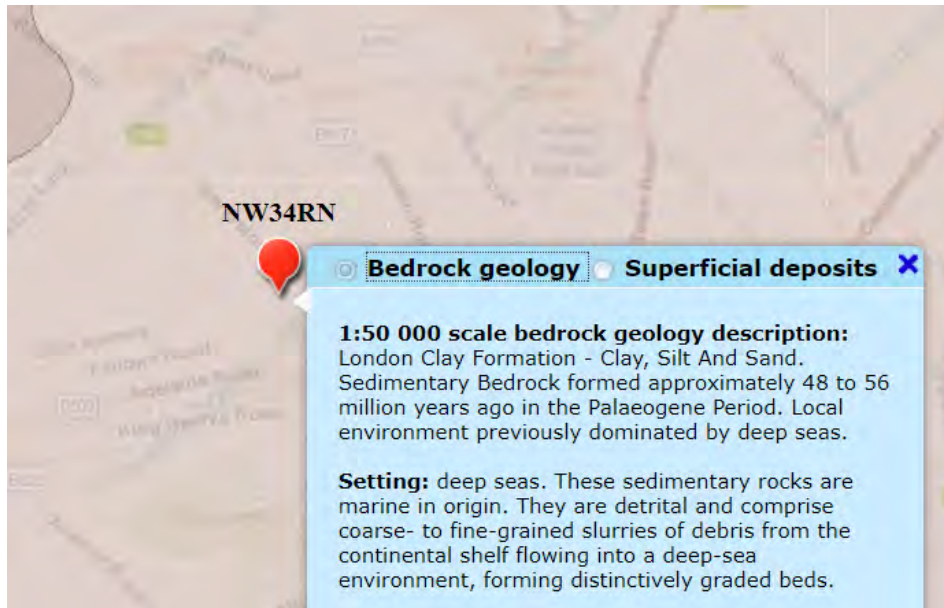 NW34RN
Bedrock geology Superficial deposits
1:50 000 scale bedrock geology description:
London Clay Formation - Clay, Silt And Sand.
Sedimentary Bedrock formed approximately 48 to 56
million years ago in the Palaeogene Period. Local
environment previously dominated by deep seas.
Setting: deep seas. These sedimentary rocks are
marine in origin. They are detrital and comprise
coarse- to fine-grained slurries of debris from the
continental shelf flowing into a deep-sea
environment, forming distinctively graded beds.